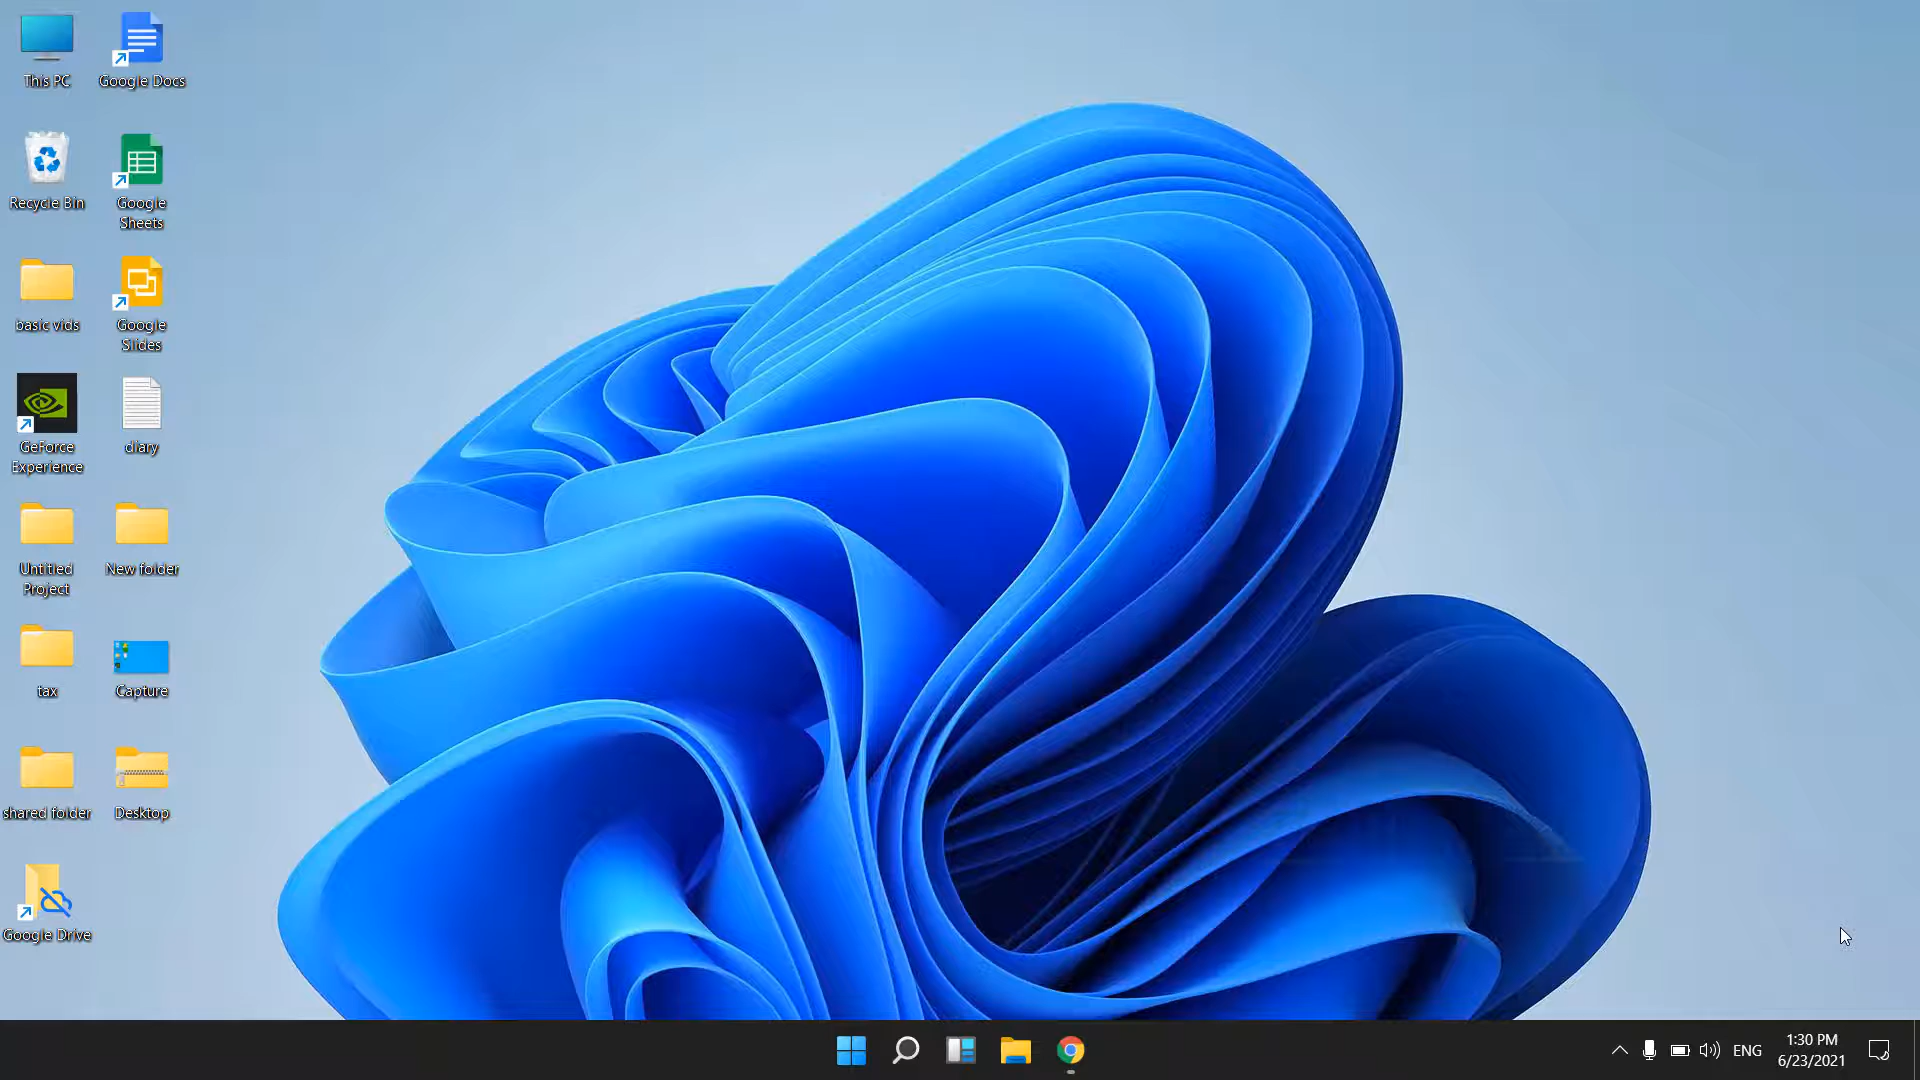 This PC
Google Docs
Recycle Bin
Google
Sheets
basic vids
Google
Slides
GeForce
Experience
diary
Untitled
Project
New folder
tax
Capture
shared folder
Desktop
Google Drive
ENG
1:30 PM
6/23/2021